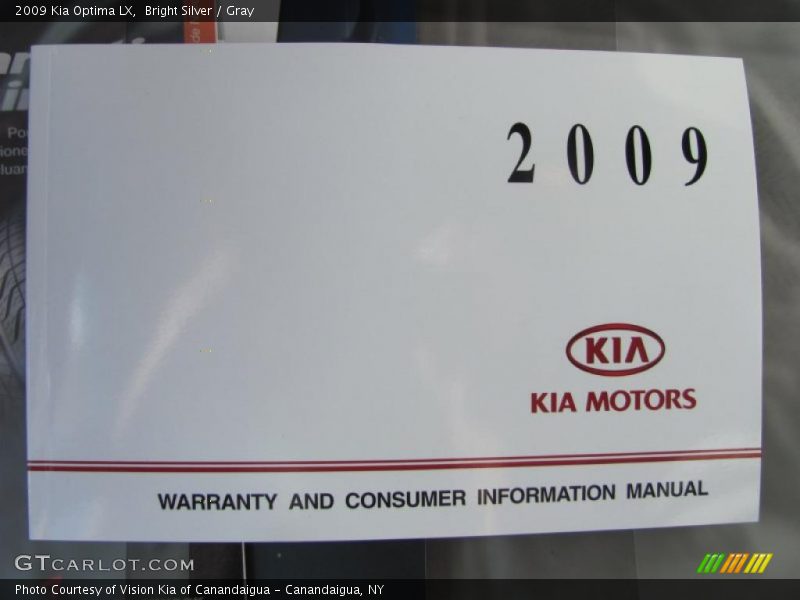 2009 Kia Optima LX,  Bright Silver / Gray
2009
KIA
KIA MOTORS
WARRANTY AND CONSUMER INFORMATION MANUAL
GTCARLOT.COM
Photo Courtesy of Vision Kia of Canandaigua - Canandaigua, NY